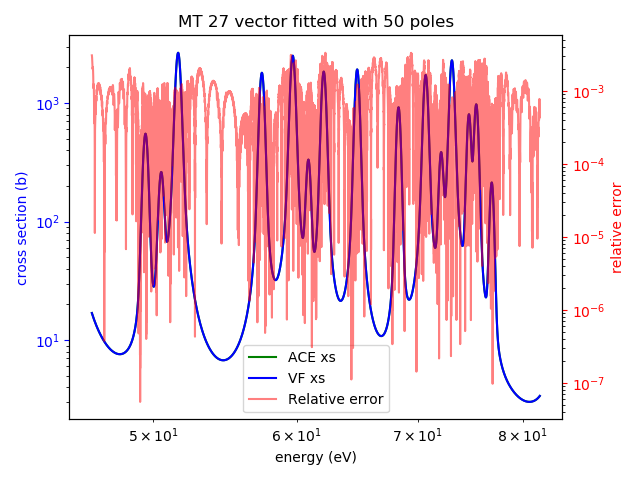 MT 27 vector fitted with 50 poles
cross section (b)
10³
10²
10¹
10⁻³
10⁻⁴
10⁻⁵
10⁻⁶
10⁻⁷
relative error
ACE xs
VF xs
Relative error
5 × 10¹ 6 × 10¹ 7 × 10¹ 8 × 10¹
energy (eV)